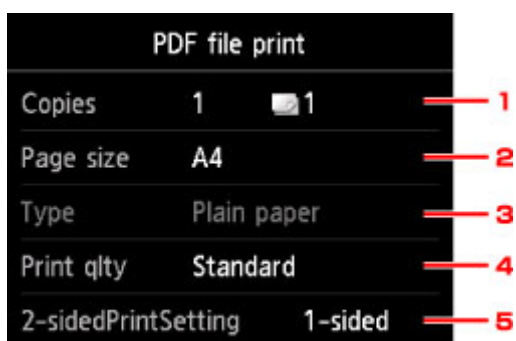 PDF file print
Copies 1 1 1
Page size A4 2
Type Plain paper 3
Print qlty Standard 4
2-sidedPrintSetting 1-sided 5